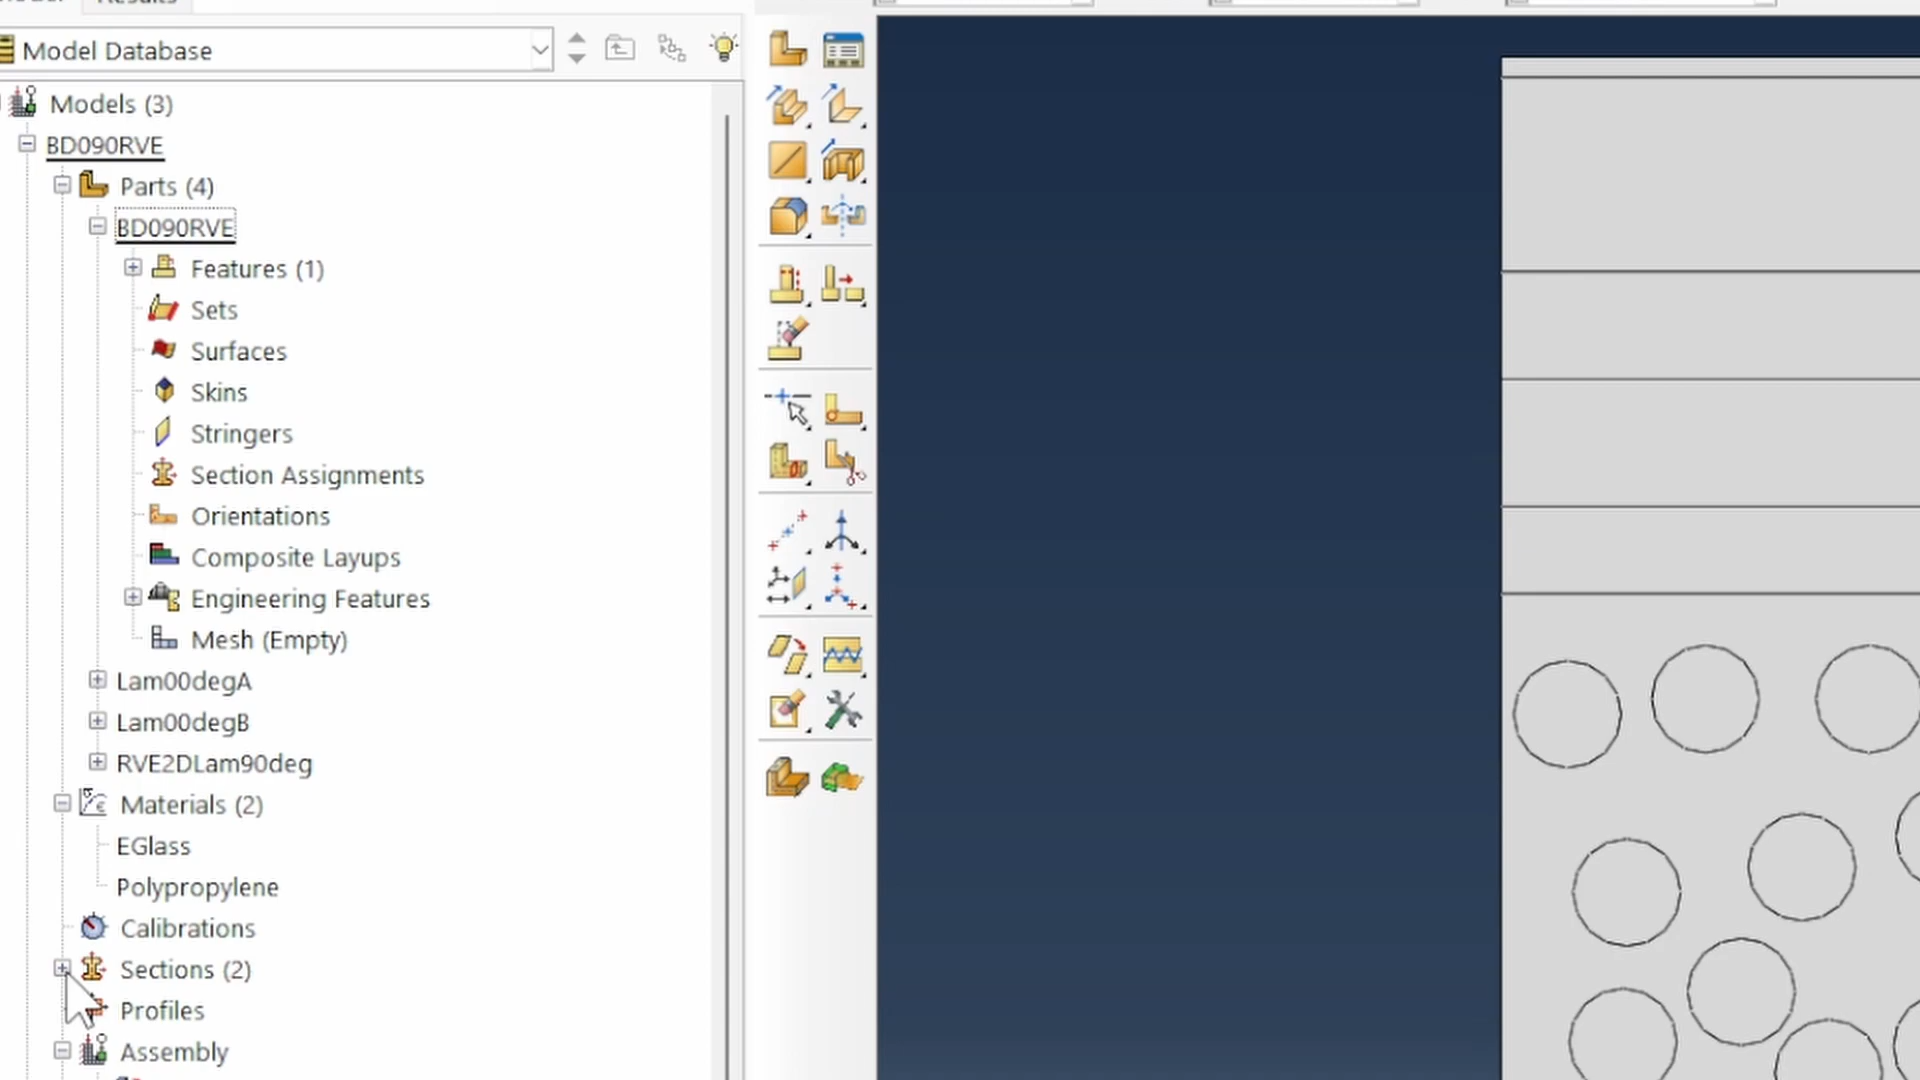 Results
Model Database
Models (3)
BD090RVE
Parts (4)
BD090RVE
Features (1)
Sets
Surfaces
Skins
Stringers
Section Assignments
Orientations
Composite Layups
Engineering Features
Mesh (Empty)
Lam00degA
Lam00degB
RVE2DLam90deg
Materials (2)
EGlass
Polypropylene
Calibrations
Sections (2)
Profiles
Assembly